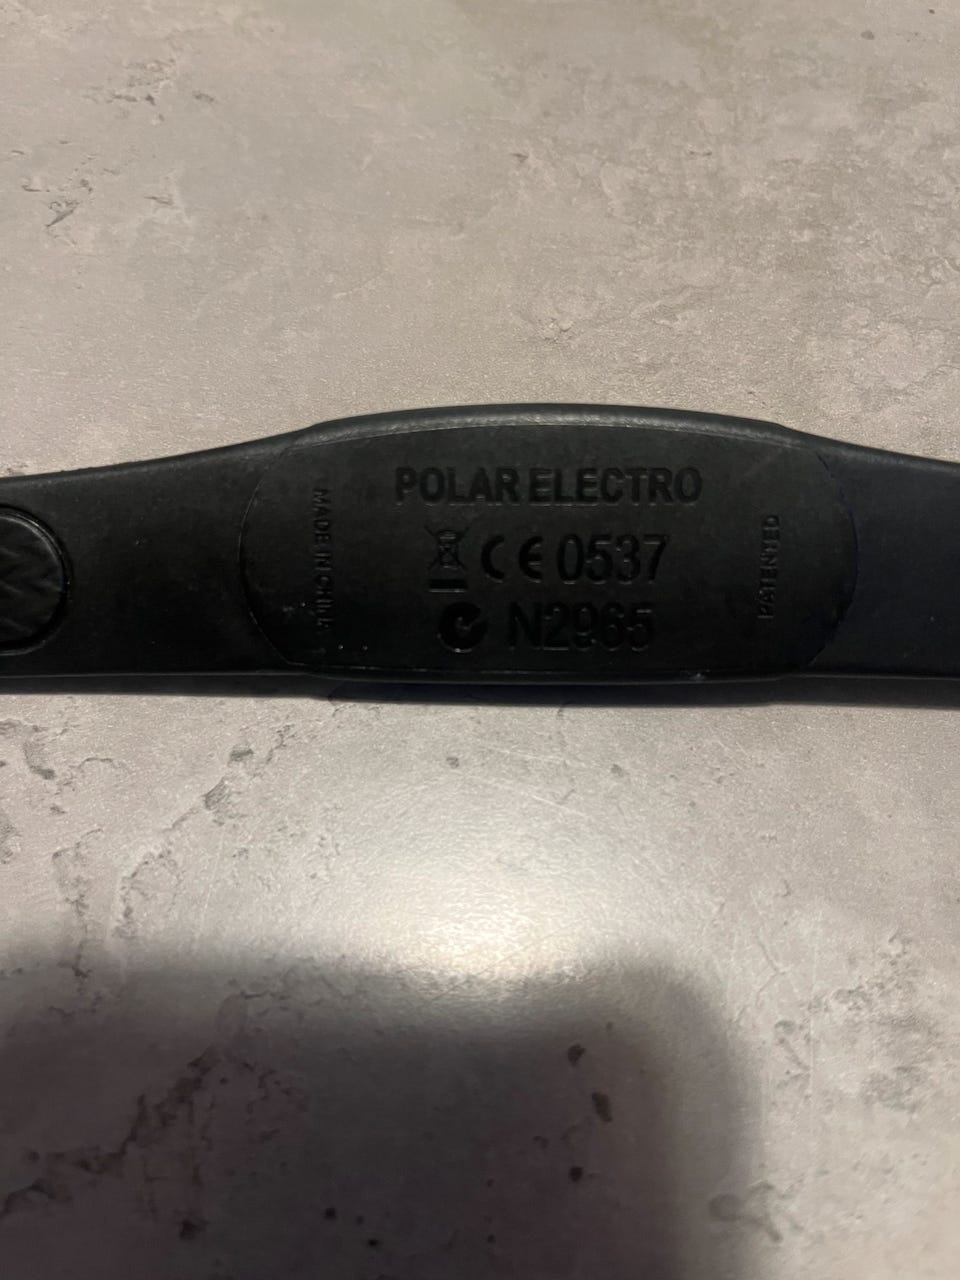 POLAR ELECTRO
CE 0537
N2965
MADE IN CHINA
PATENTED